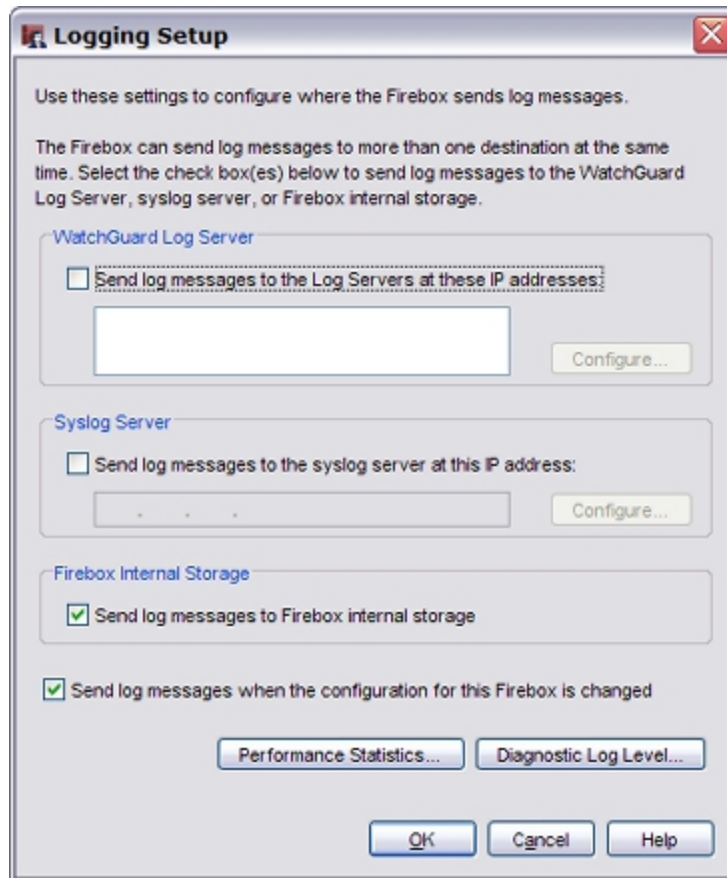 Logging Setup
Use these settings to configure where the Firebox sends log messages.
The Firebox can send log messages to more than one destination at the same
time. Select the check box(es) below to send log messages to the WatchGuard
Log Server, syslog server, or Firebox internal storage.
WatchGuard Log Server
Send log messages to the Log Servers at these IP addresses:
Configure...
Syslog Server
Send log messages to the syslog server at this IP address:
. . .
Configure...
Firebox Internal Storage
Send log messages to Firebox internal storage
Send log messages when the configuration for this Firebox is changed
Performance Statistics... Diagnostic Log Level...
OK Cancel Help